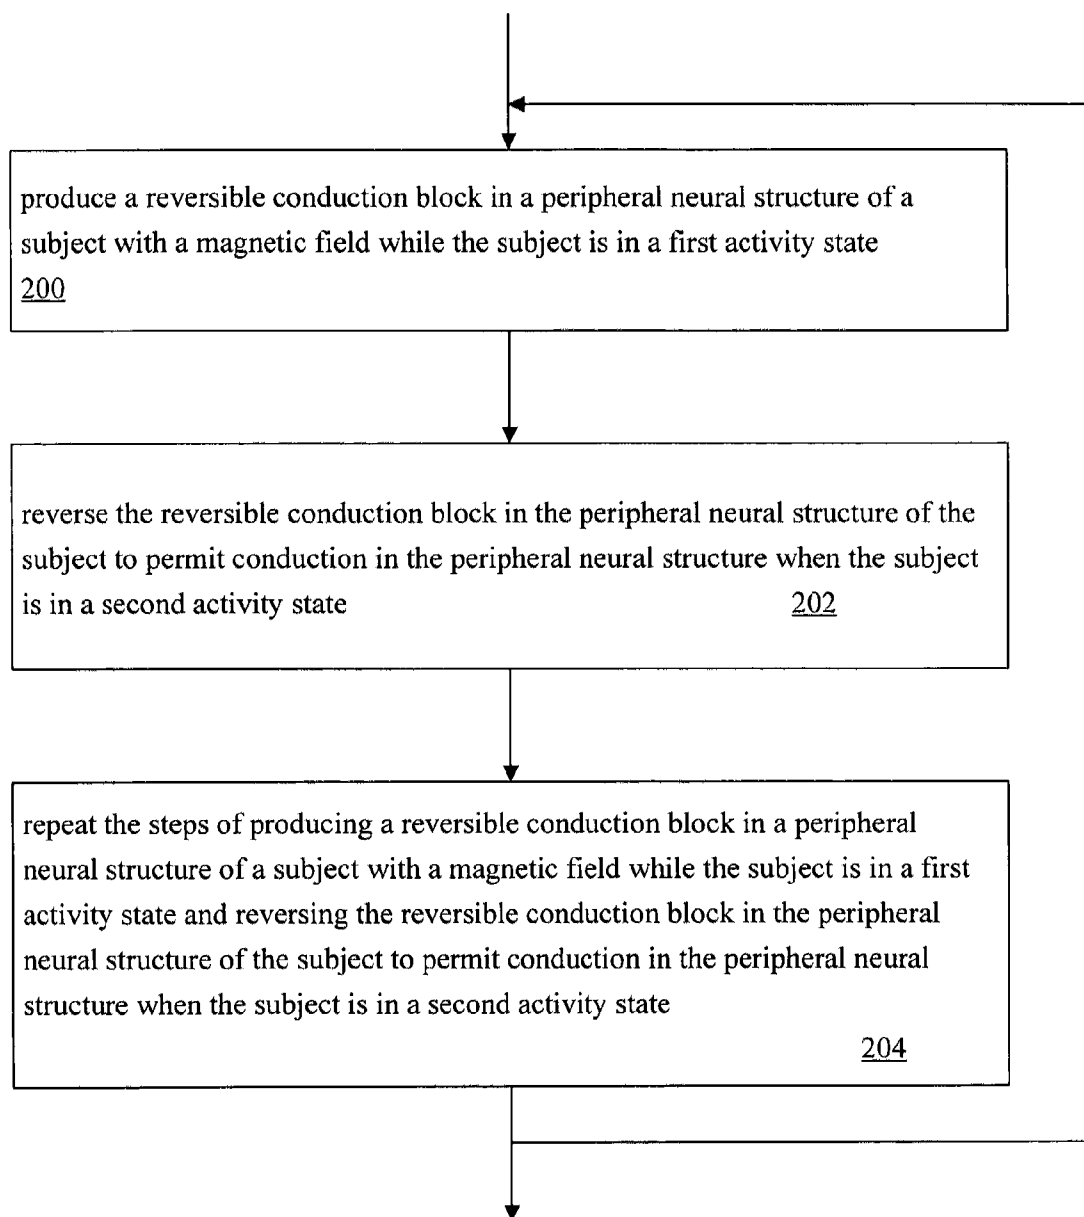 produce a reversible conduction block in a peripheral neural structure of a
subject with a magnetic field while the subject is in a first activity state
200
reverse the reversible conduction block in the peripheral neural structure of the
subject to permit conduction in the peripheral neural structure when the subject
is in a second activity state 202
repeat the steps of producing a reversible conduction block in a peripheral
neural structure of a subject with a magnetic field while the subject is in a first
activity state and reversing the reversible conduction block in the peripheral
neural structure of the subject to permit conduction in the peripheral neural
structure when the subject is in a second activity state
204